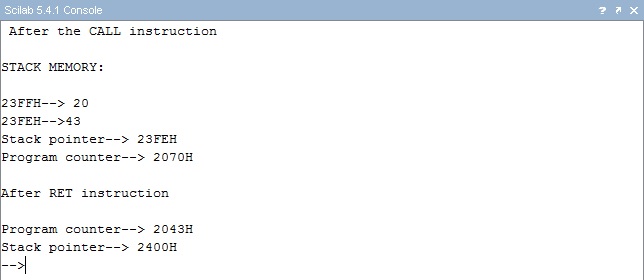 Scilab 5.4.1 Console
After the CALL instruction
STACK MEMORY:
23FFH--> 20
23FEH-->43
Stack pointer--> 23FEH
Program counter--> 2070H
After RET instruction
Program counter--> 2043H
Stack pointer--> 2400H
-->